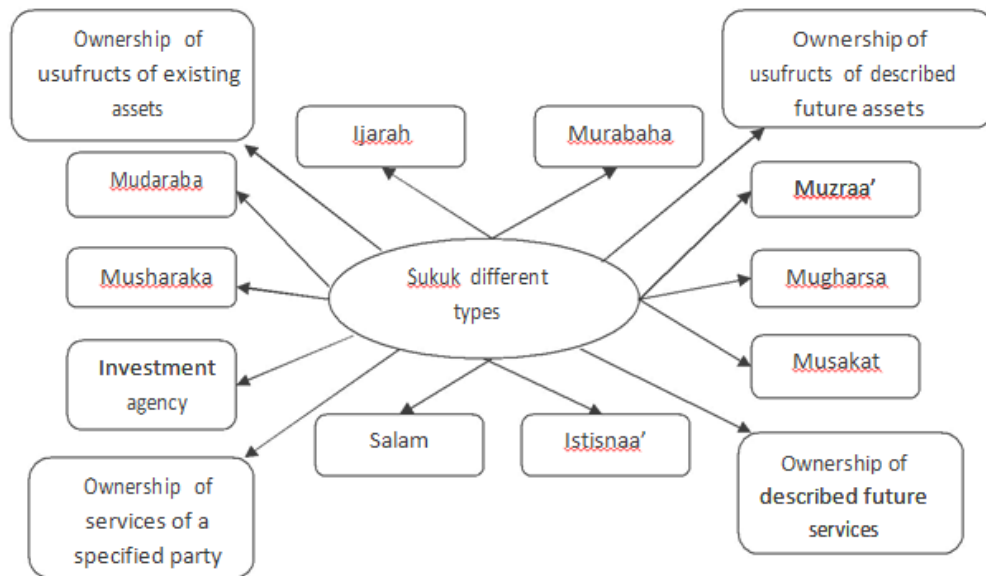 Ownership of
usufructs of existing
assets
Ownership of
usufructs of described
future assets
Ijarah
Murabaha
Mudaraba
Muzraa’
Musharaka
Sukuk different
types
Mugharsa
Investment
agency
Musakat
Salam
Istisnaa’
Ownership of
services of a
specified party
Ownership of
described future
services